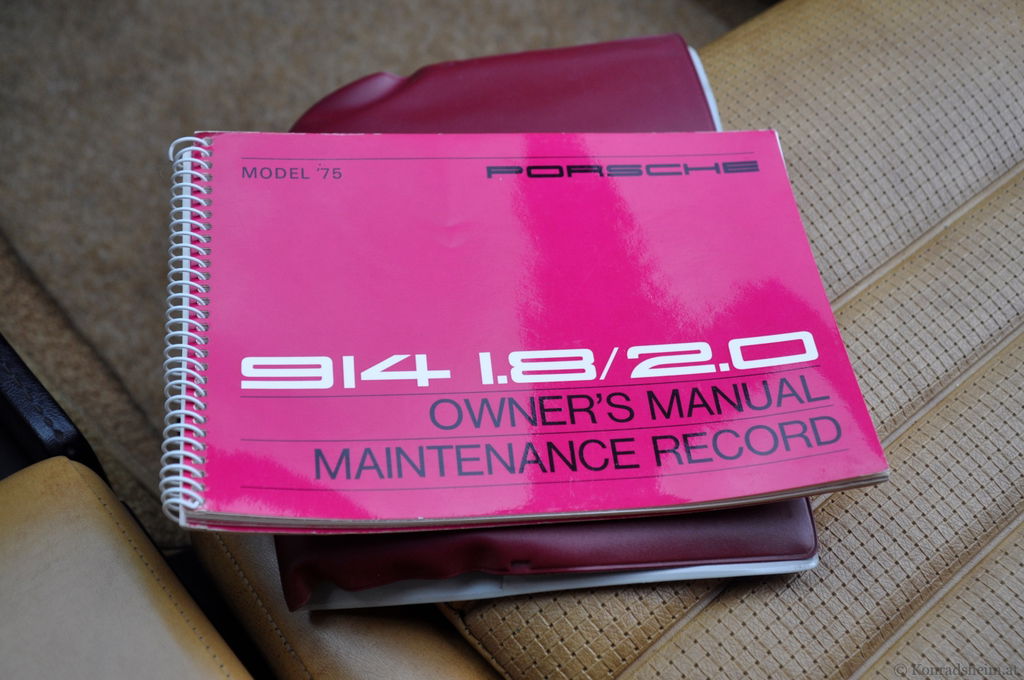 MODEL '75 PORSCHE
914 1.8/2.0
OWNER'S MANUAL
MAINTENANCE RECORD
© Konradsheim.at